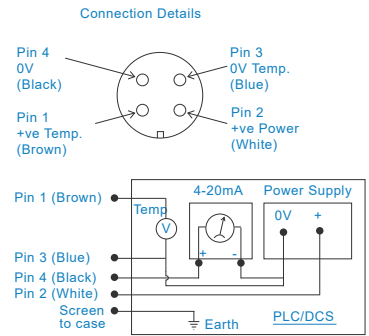 Connection Details
Pin 4
0V
(Black)
Pin 3
0V Temp.
(Blue)
Pin 1
+ve Temp.
(Brown)
Pin 2
+ve Power
(White)
4-20mA
Power Supply
Pin 1 (Brown)
Temp
V
0V
+
+
-
Pin 3 (Blue)
Pin 4 (Black)
Pin 2 (White)
Screen
to case
Earth
PLC/DCS